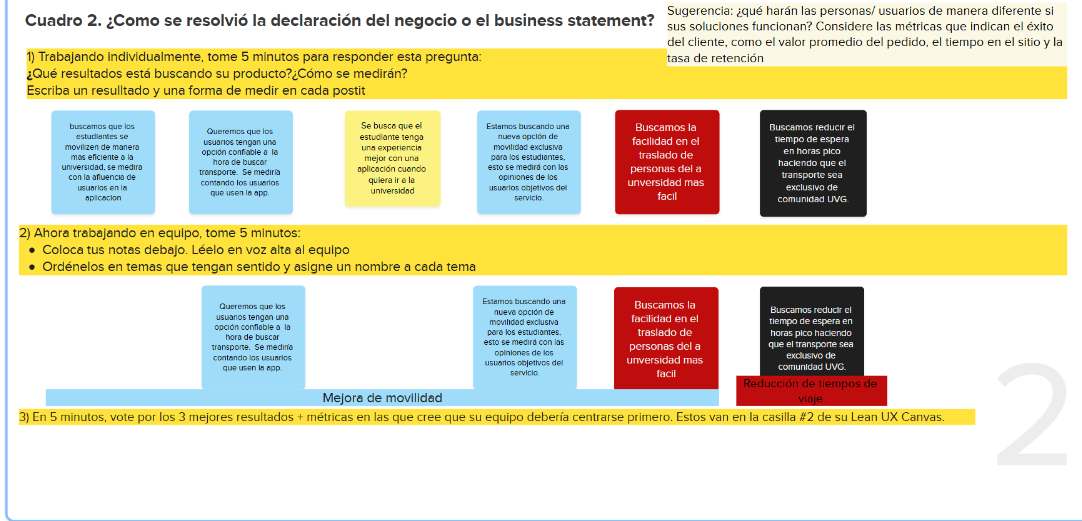 Cuadro 2. ¿Como se resolvió la declaración del negocio o el business statement?
Sugerencia: ¿qué harán las personas/ usuarios de manera diferente si
sus soluciones funcionan? Considere las métricas que indican el éxito
del cliente, como el valor promedio del pedido, el tiempo en el sitio y la
tasa de retención
1) Trabajando individualmente, tome 5 minutos para responder esta pregunta:
¿Qué resultados está buscando su producto?¿Cómo se medirán?
Escriba un resulltado y una forma de medir en cada postit
buscamos que los
estudiantes se
movilizen de manera
mas eficiente a la
universidad, se medira
con la afluencia de
usuarios en la
aplicacion
Queremos que los
usuarios tengan una
opción confiable a la
hora de buscar
transporte. Se mediría
contando los usuarios
que usen la app.
Se busca que el
estudiante tenga
una experiencia
mejor con una
aplicación cuando
quiera ir a la
universidad
Estamos buscando una
nueva opción de
movilidad exclusiva
para los estudiantes,
esto se medirá con las
opiniones de los
usuarios objetivos del
servicio.
Buscamos la
facilidad en el
traslado de
personas del a
unversidad mas
facil
Buscamos reducir el
tiempo de espera
en horas pico
haciendo que el
transporte sea
exclusivo de
comunidad UVG.
2) Ahora trabajando en equipo, tome 5 minutos:
● Coloca tus notas debajo. Léelo en voz alta al equipo
● Ordénelos en temas que tengan sentido y asigne un nombre a cada tema
Queremos que los
usuarios tengan una
opción confiable a la
hora de buscar
transporte. Se mediría
contando los usuarios
que usen la app.
Estamos buscando una
nueva opción de
movilidad exclusiva
para los estudiantes,
esto se medirá con las
opiniones de los
usuarios objetivos del
servicio.
Buscamos la
facilidad en el
traslado de
personas del a
unversidad mas
facil
Buscamos reducir el
tiempo de espera en
horas pico haciendo
que el transporte sea
exclusivo de
comunidad UVG.
Mejora de movilidad
Reducción de tiempos de
viaje.
3) En 5 minutos, vote por los 3 mejores resultados + métricas en las que cree que su equipo debería centrarse primero. Estos van en la casilla #2 de su Lean UX Canvas.
2